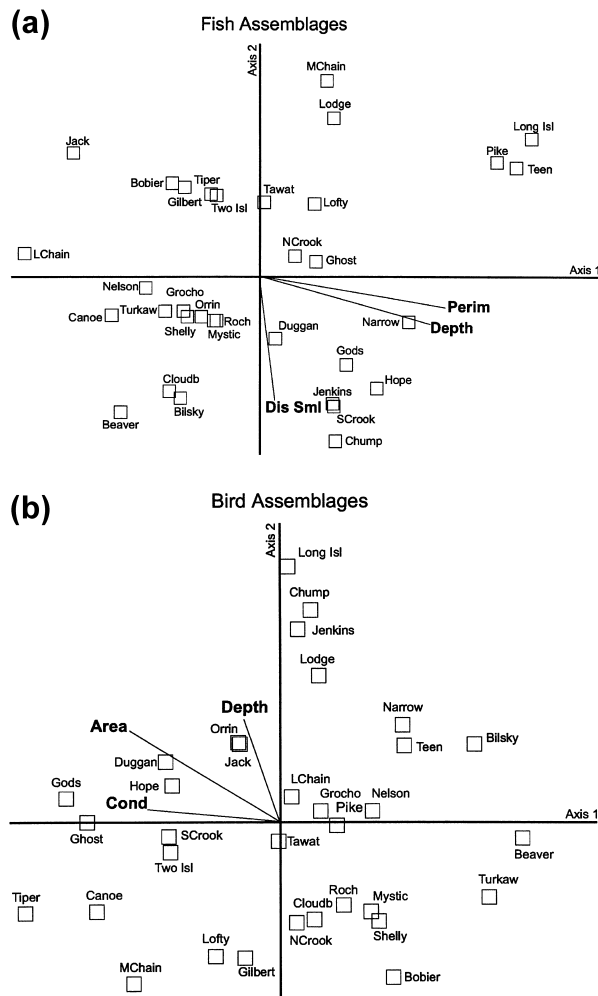 (a)
Fish Assemblages
Axis 2
MChain
Lodge
Long Isl
Jack
Pike
Teen
Bobier
Tiper
Gilbert
Two Isl
Tawat
Lofty
LChain
NCrook
Ghost
Axis 1
Nelson
Grocho
Perim
Canoe
Turkaw
Orrin
Narrow
Depth
Shelly
Roch
Mystic
Duggan
Gods
Cloudb
Hope
Bilsky
Dis Sml
Jenkins
Beaver
SCrook
Chump
(b)
Bird Assemblages
Axis 2
Long Isl
Chump
Jenkins
Lodge
Depth
Narrow
Area
Orrin
Teen
Bilsky
Jack
Duggan
Gods
Hope
LChain
Cond
Grocho
Nelson
Pike
Axis 1
Ghost
SCrook
Tawat
Beaver
Two Isl
Turkaw
Tiper
Canoe
Roch
Cloudb
Mystic
NCrook
Shelly
Lofty
Gilbert
MChain
Bobier